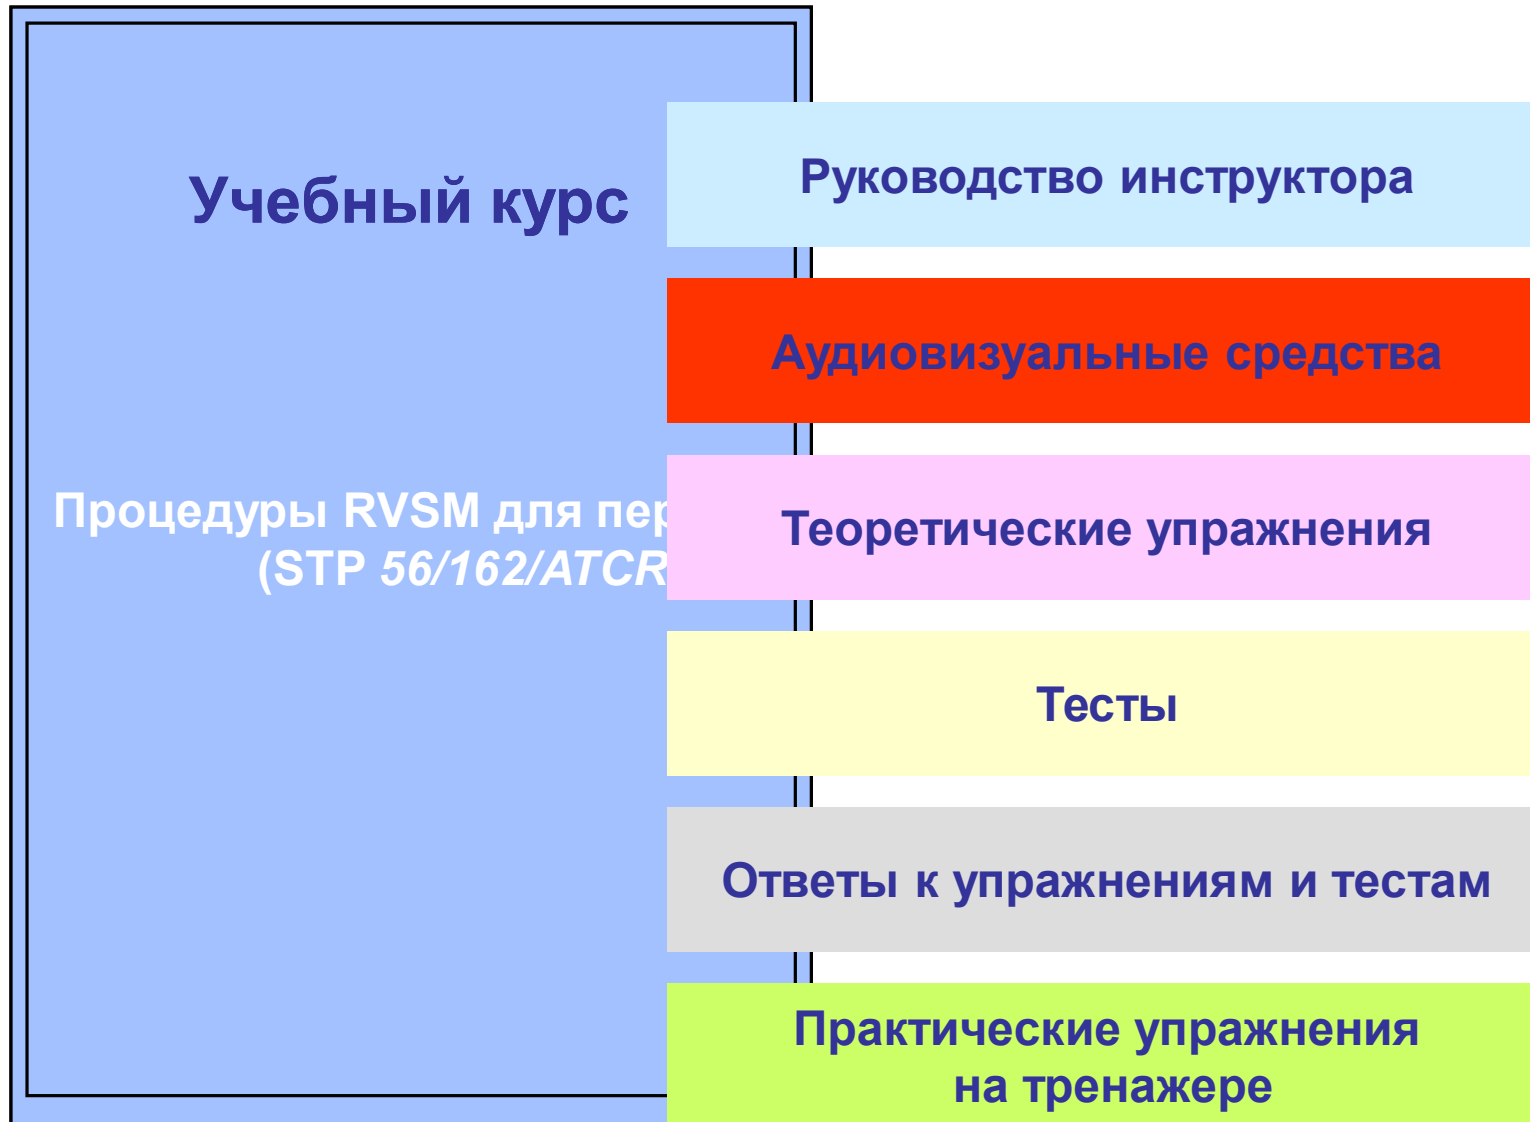 Учебный курс
Процедуры RVSM для
(STP 56/162/ATCR
Руководство инструктора
Аудиовизуальные средства
Теоретические упражнения
Тесты
Ответы к упражнениям и тестам
Практические упражнения
на тренажере